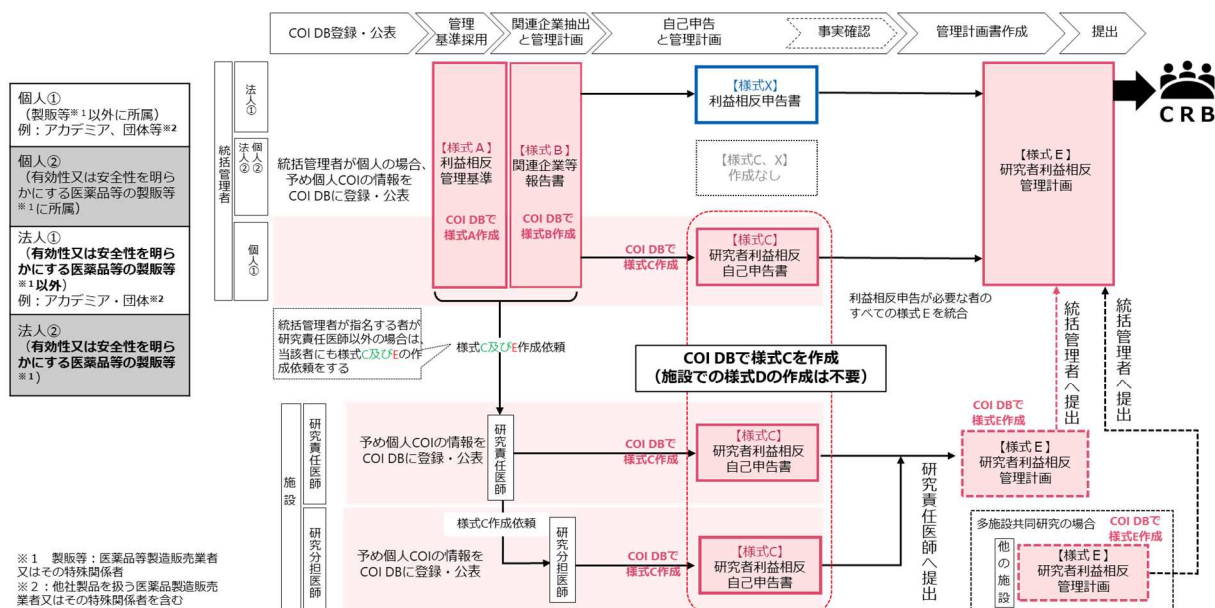 COI DB登録・公表
管理
基準採用
関連企業抽出
と管理計画
自己申告
と管理計画
事実確認
管理計画書作成
提出
個人①
（製販等※1以外に所属）
例：アカデミア、団体等※2
個人②
（有効性又は安全性を明ら
かにする医薬品等の製販等
※1に所属）
法人①
（有効性又は安全性を明ら
かにする医薬品等の製販等
※1以外）
例：アカデミア・団体※2
法人②
（有効性又は安全性を明ら
かにする医薬品等の製販等
※1）
統括管理者
法人①
個人②
法人②
個人①
統括管理者が個人の場合、
予め個人COIの情報を
COI DBに登録・公表
【様式A】
利益相反
管理基準
COI DBで
様式A作成
【様式B】
関連企業等
報告書
COI DBで
様式B作成
【様式X】
利益相反申告書
【様式C、X】
作成なし
COI DBで
様式C作成
【様式C】
研究者利益相反
自己申告書
【様式E】
研究者利益相反
管理計画
CRB
利益相反申告が必要な者の
すべての様式Eを統合
統括管理者が指名する者が
研究責任医師以外の場合は、
当該者にも様式C及びEの作
成依頼をする
様式C及びE作成依頼
COI DBで様式Cを作成
（施設での様式Dの作成は不要）
統括管理者へ提出
統括管理者へ提出
施設
研究責任医師
予め個人COIの情報を
COI DBに登録・公表
研究責任医師
COI DBで
様式C作成
【様式C】
研究者利益相反
自己申告書
COI DBで
様式E作成
【様式E】
研究者利益相反
管理計画
様式C作成依頼
研究責任医師へ提出
研究分担医師
予め個人COIの情報を
COI DBに登録・公表
研究分担医師
COI DBで
様式C作成
【様式C】
研究者利益相反
自己申告書
多施設共同研究の場合
COI DBで
様式E作成
他の施設
【様式E】
研究者利益相反
管理計画
※1　製販等：医薬品等製造販売業者
又はその特殊関係者
※2：他社製品を扱う医薬品製造販売
業者又はその特殊関係者を含む